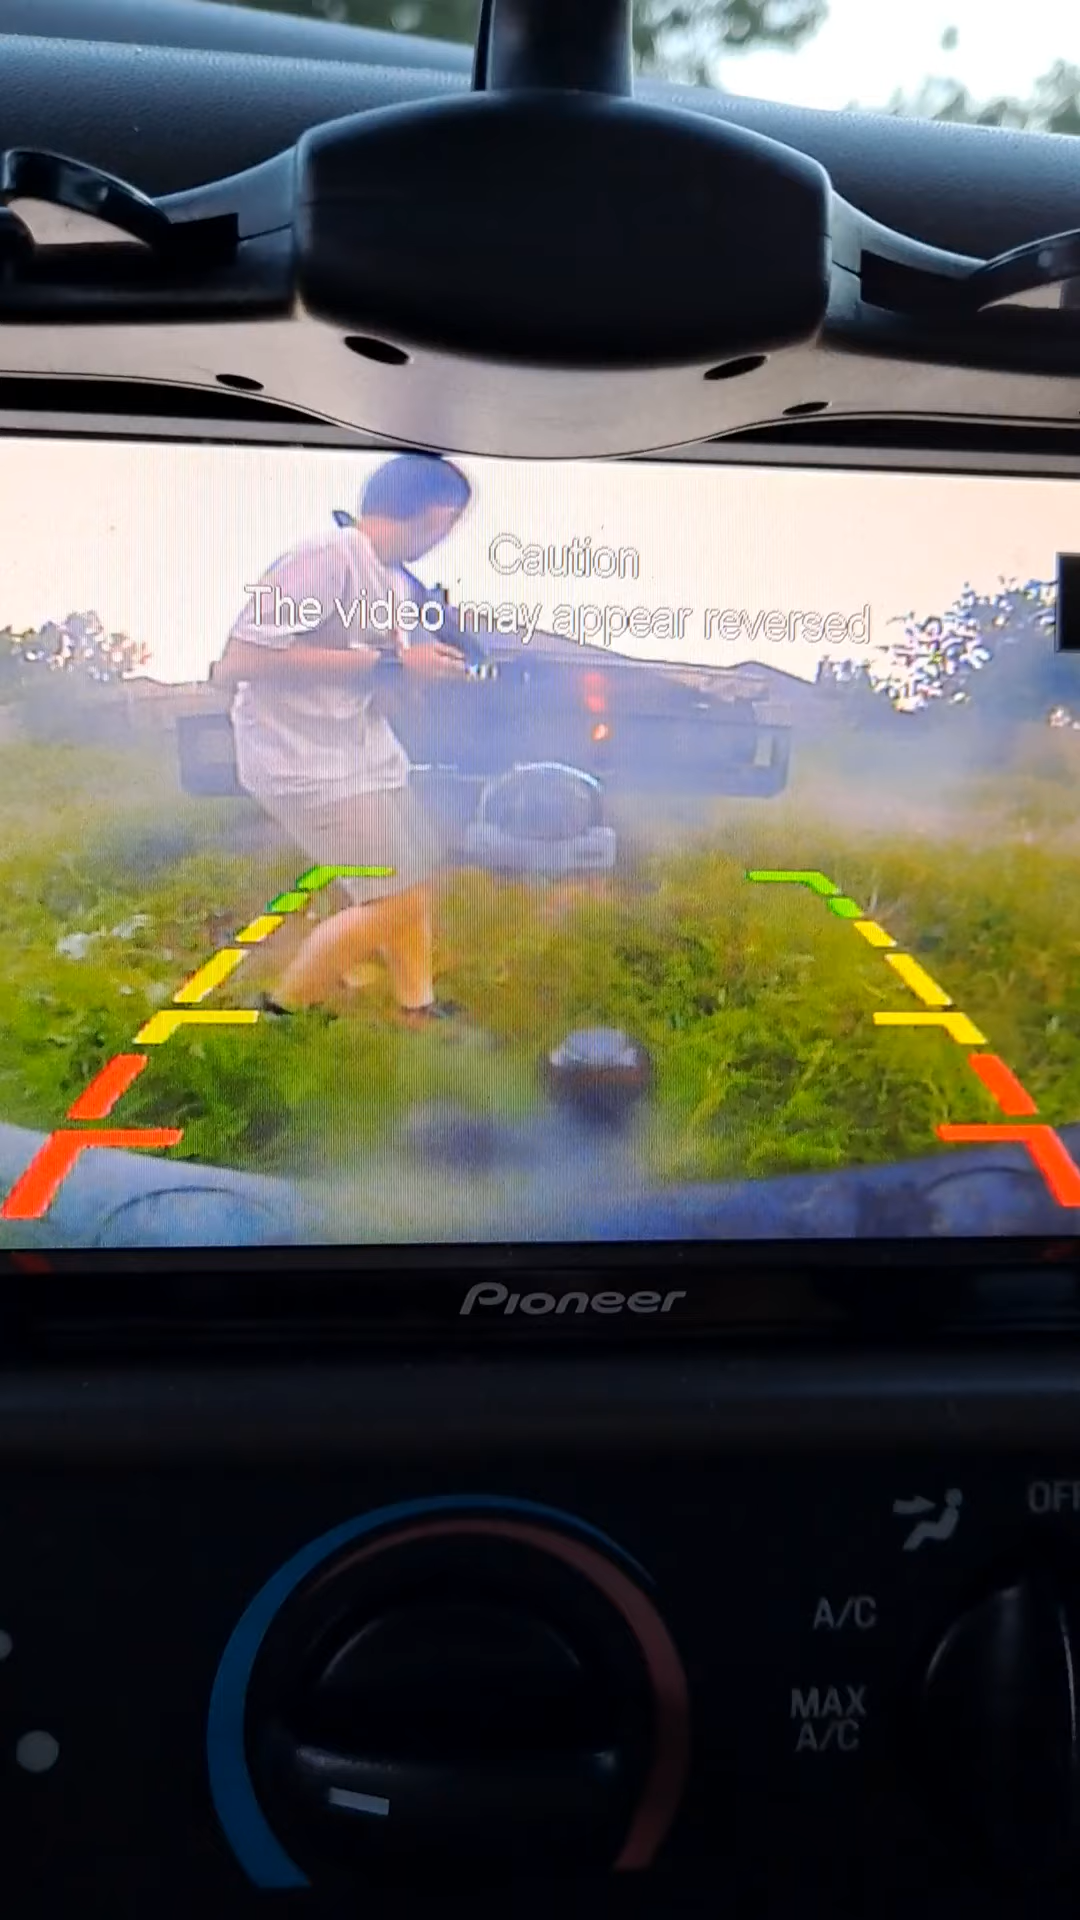 Caution
The video may appear reversed
Pioneer
A/C
MAX
A/C